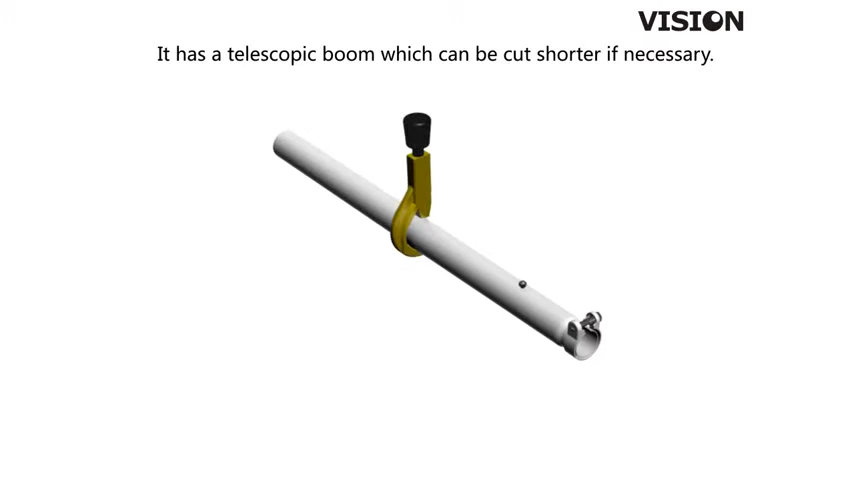 VISION
It has a telescopic boom which can be cut shorter if necessary.